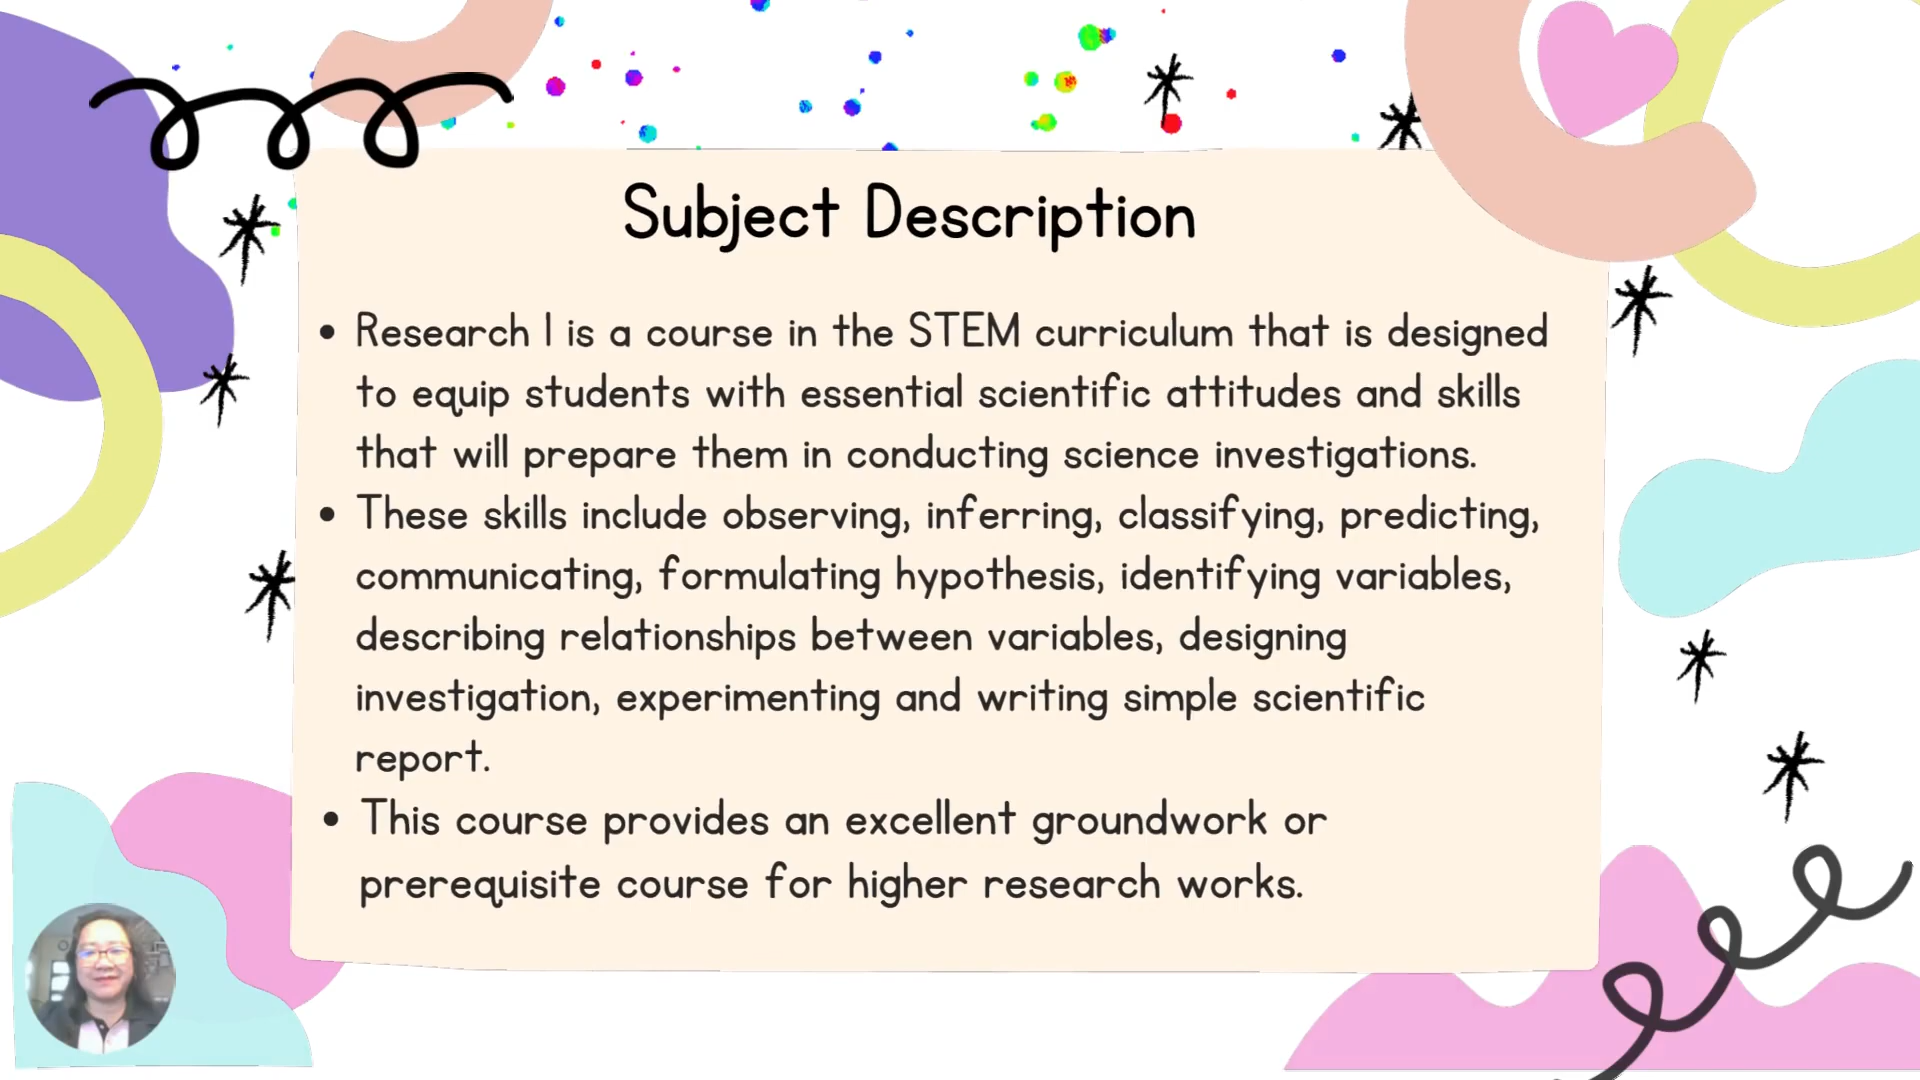 Subject Description
• Research I is a course in the STEM curriculum that is designed
to equip students with essential scientific attitudes and skills
that will prepare them in conducting science investigations.
• These skills include observing, inferring, classifying, predicting,
communicating, formulating hypothesis, identifying variables,
describing relationships between variables, designing
investigation, experimenting and writing simple scientific
report.
• This course provides an excellent groundwork or
prerequisite course for higher research works.